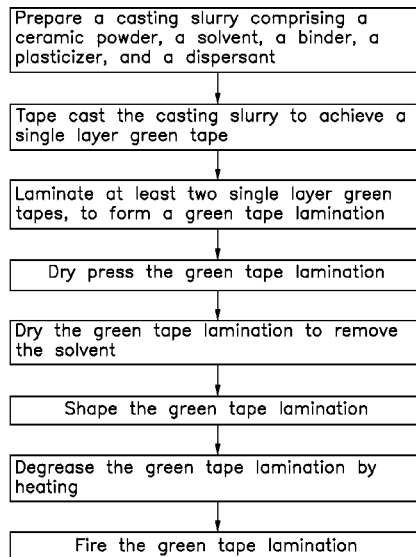 Prepare a casting slurry comprising a
ceramic powder, a solvent, a binder, a
plasticizer, and a dispersant
Tape cast the casting slurry to achieve a
single layer green tape
Laminate at least two single layer green
tapes, to form a green tape lamination
Dry press the green tape lamination
Dry the green tape lamination to remove
the solvent
Shape the green tape lamination
Degrease the green tape lamination by
heating
Fire the green tape lamination